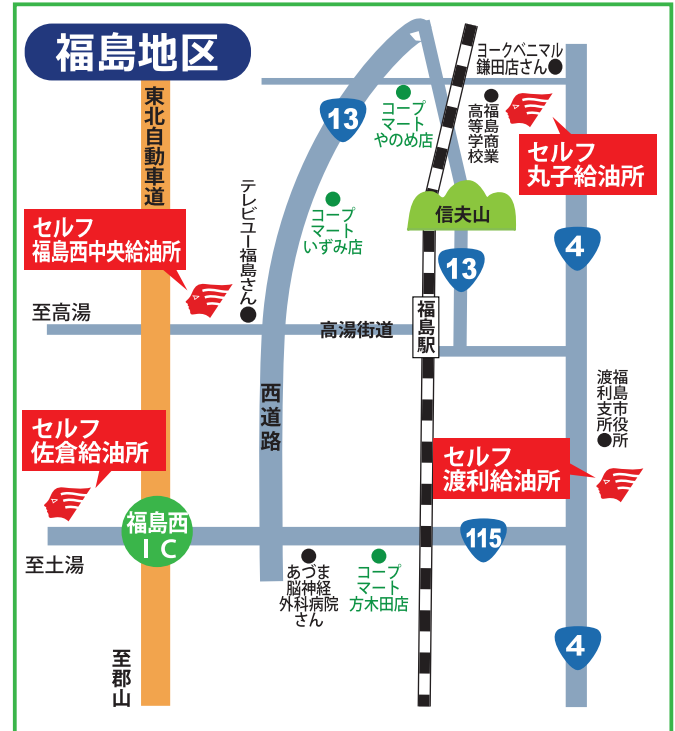 福島地区
東北自動車道
13
ヨークベニマル
鎌田店さん
コープ
マート
やのめ店
福島商業
高等学校
セルフ
丸子給油所
コープ
マート
いずみ店
信夫山
テレビユー福島さん
セルフ
福島西中央給油所
13
4
至高湯
高湯街道
福島駅
西道路
福島市役所
渡利支所
セルフ
佐倉給油所
セルフ
渡利給油所
福島西
IC
115
至土湯
あづま
脳神経
外科病院
さん
コープ
マート
方木田店
4
至郡山